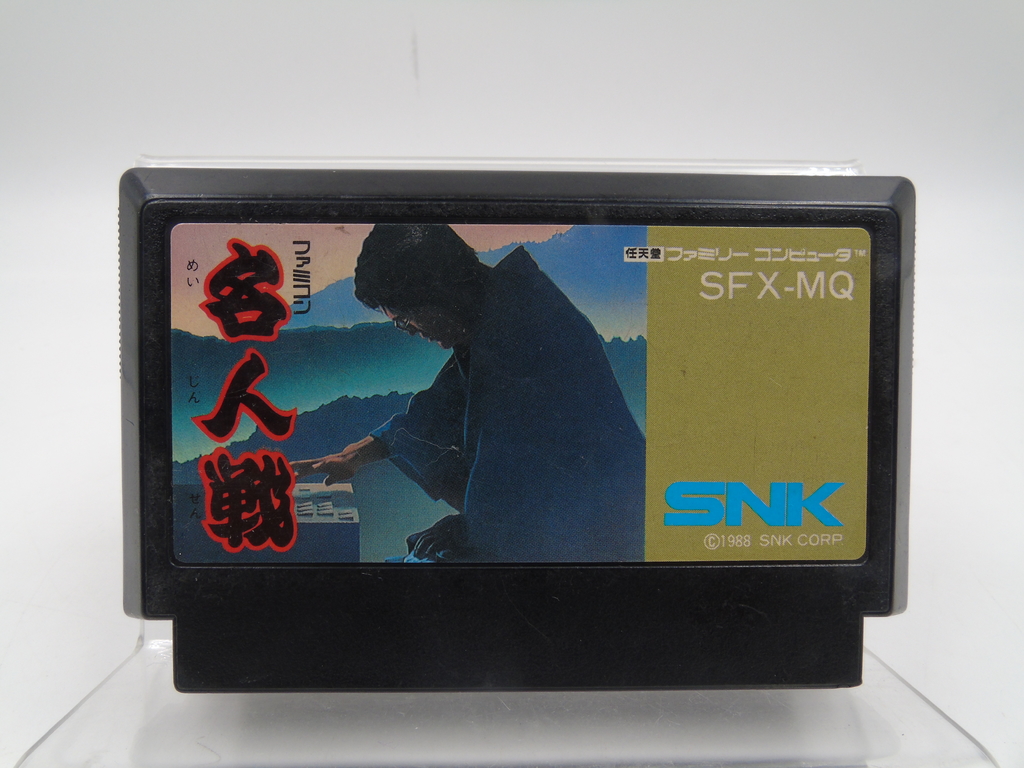 ファミコン
名人戦
めい
じん
せん
任天堂 ファミリーコンピュータ™
SFX-MQ
SNK
©1988 SNK CORP.